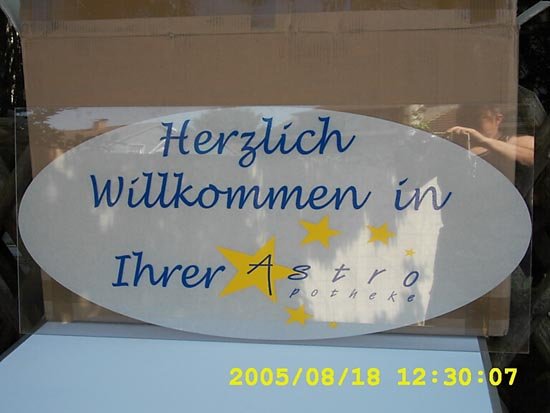 Herzlich
Willkommen in
Ihrer Astro
potheke
2005/08/18 12:30:07